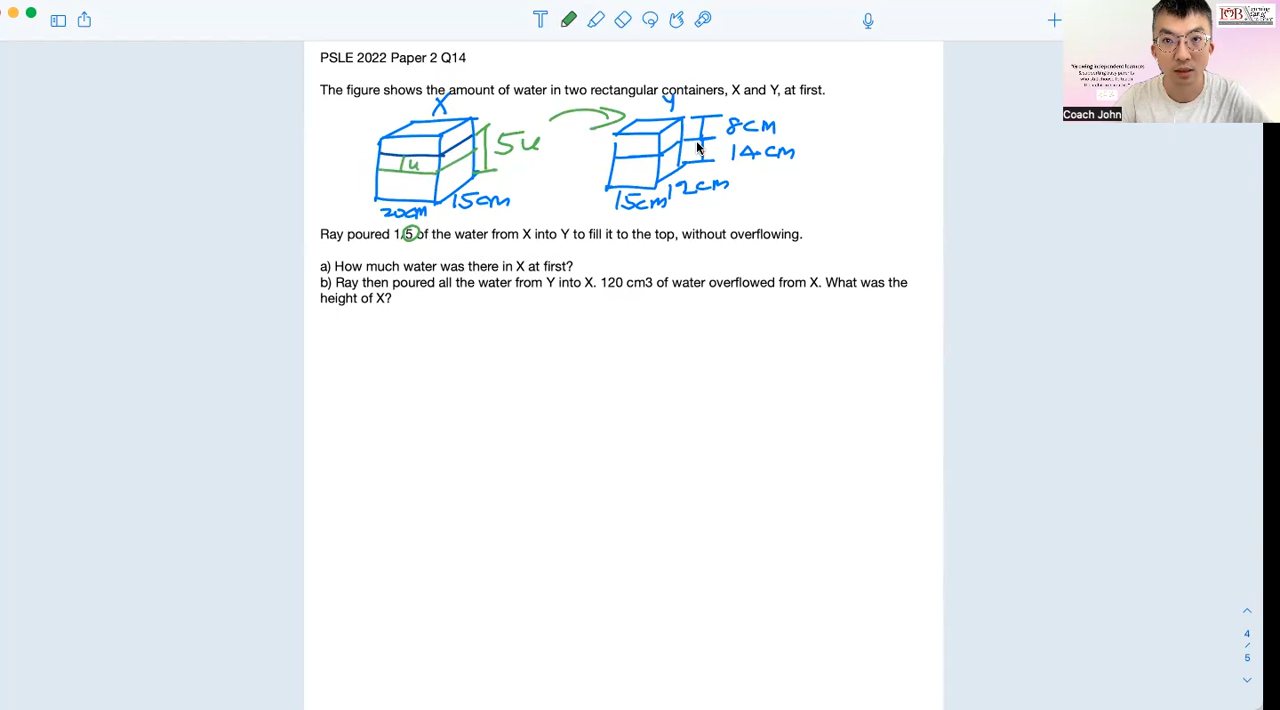 PSLE 2022 Paper 2 Q14
The figure shows the amount of water in two rectangular containers, X and Y, at first.
X
Y
5u
8cm
1u
14cm
20cm
15cm
15cm
12cm
Ray poured 1/5 of the water from X into Y to fill it to the top, without overflowing.
a) How much water was there in X at first?
b) Ray then poured all the water from Y into X. 120 cm3 of water overflowed from X. What was the
height of X?
Coach John
T
4
/
5